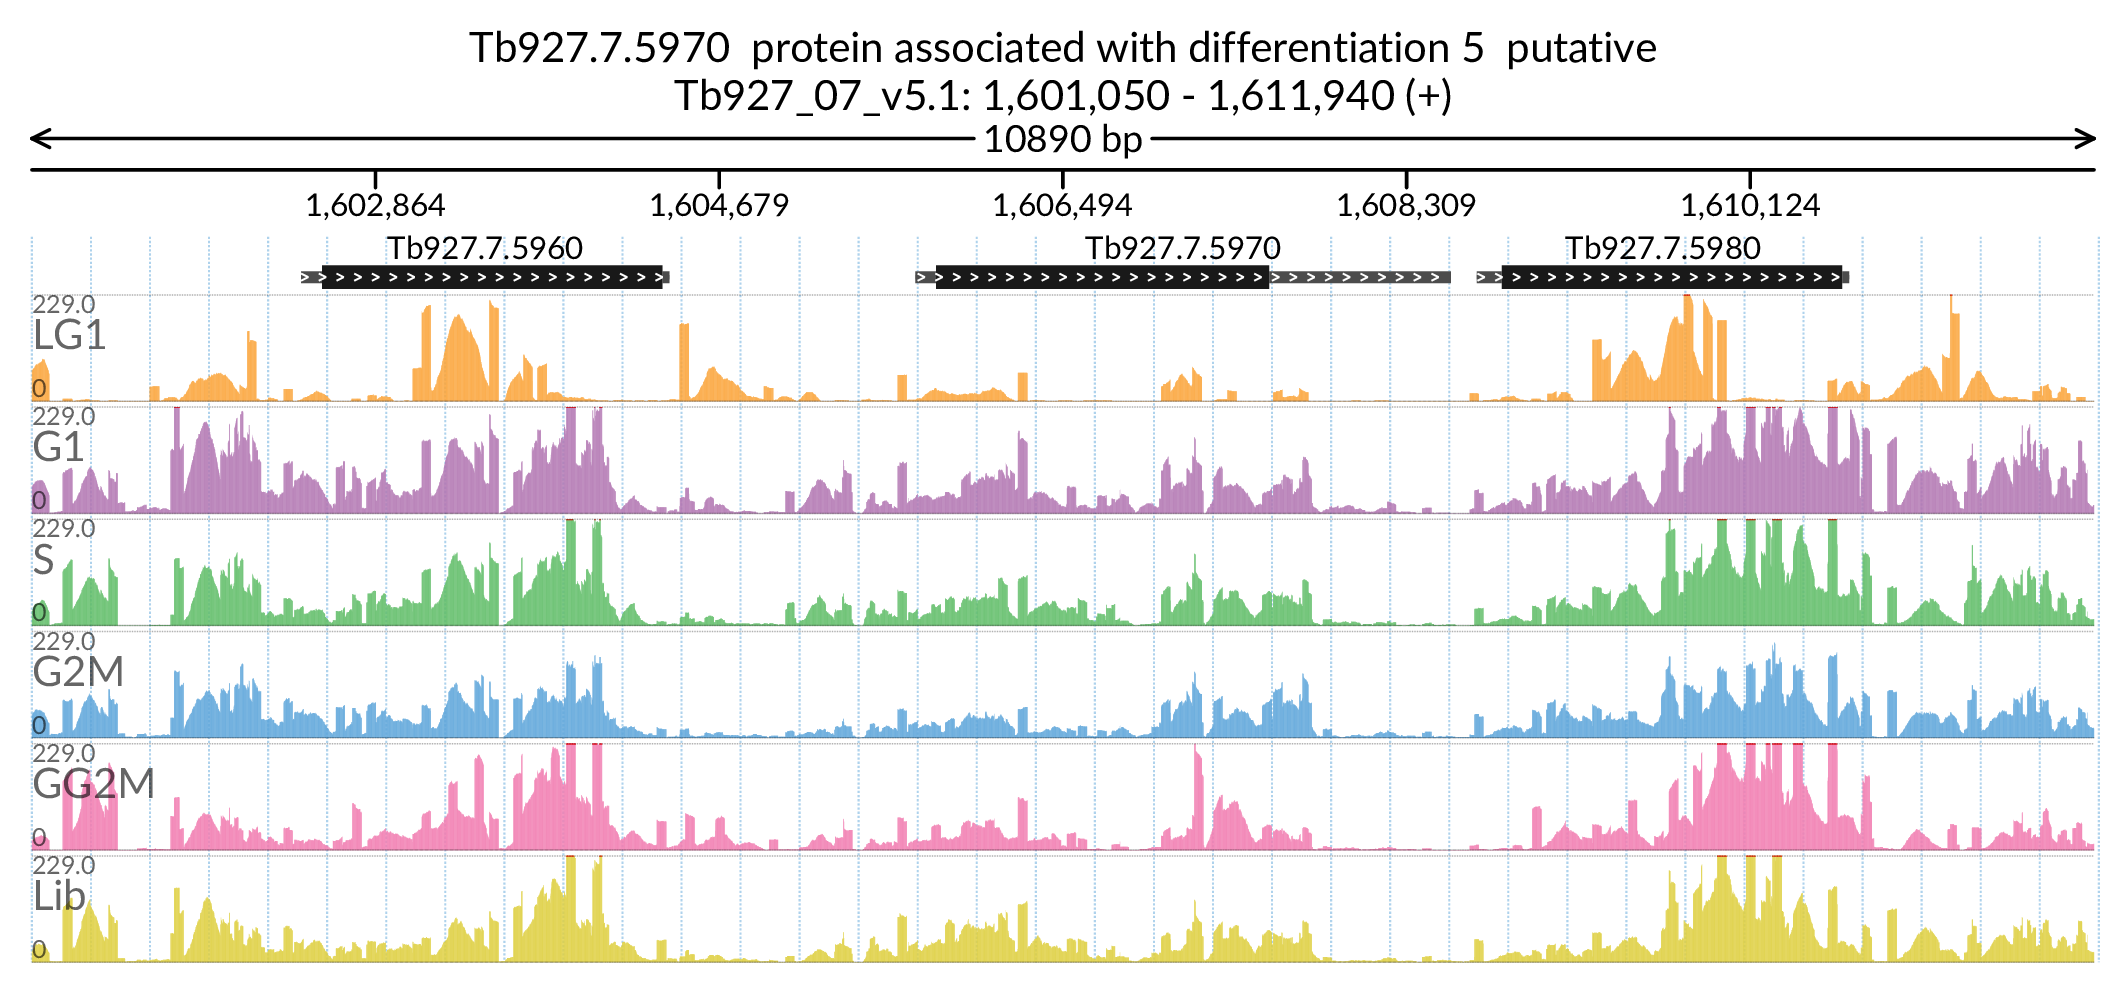 Tb927.7.5970  protein associated with differentiation 5  putative
Tb927_07_v5.1: 1,601,050 - 1,611,940 (+)
10890 bp
1,602,864 1,604,679 1,606,494 1,608,309 1,610,124
Tb927.7.5960 Tb927.7.5970 Tb927.7.5980
229.0
LG1
0
229.0
G1
0
229.0
S
0
229.0
G2M
0
229.0
GG2M
0
229.0
Lib
0